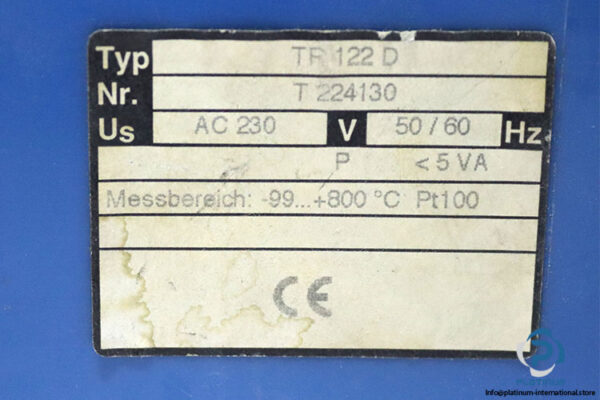 Typ TR 122 D
Nr. T 224130
Us AC 230 V 50 / 60 Hz
P < 5 VA
Messbereich: -99...+800 °C Pt100
CE
PLATINUM
Info@platinum-international.store